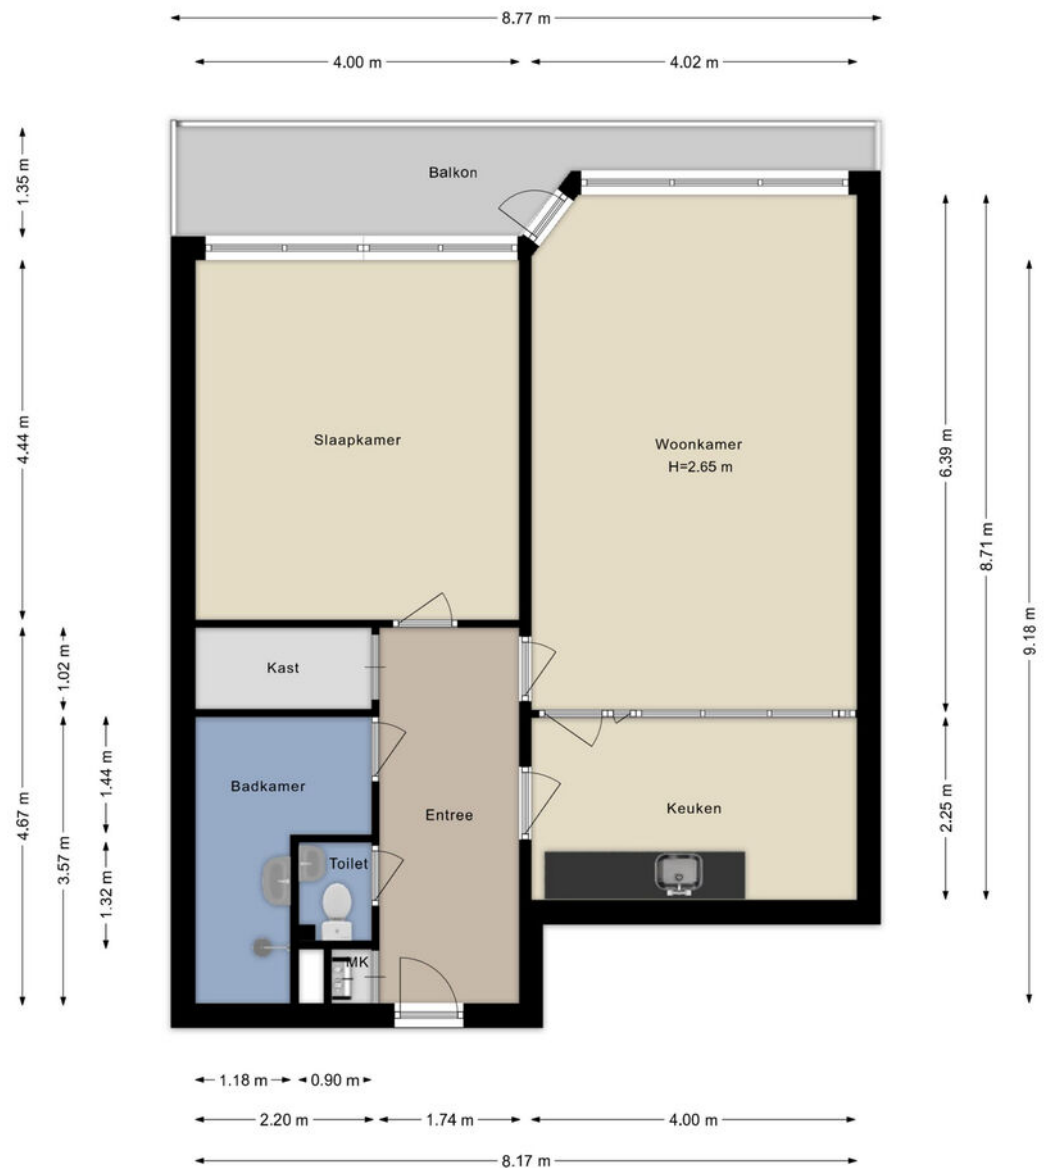 8.77 m
4.00 m
4.02 m
1.35 m
Balkon
4.44 m
Slaapkamer
Woonkamer
H=2.65 m
6.39 m
8.71 m
9.18 m
Kast
1.02 m
4.67 m
3.57 m
1.44 m
1.32 m
Badkamer
Toilet
Entree
Keuken
2.25 m
MK
1.18 m
0.90 m
2.20 m
1.74 m
4.00 m
8.17 m